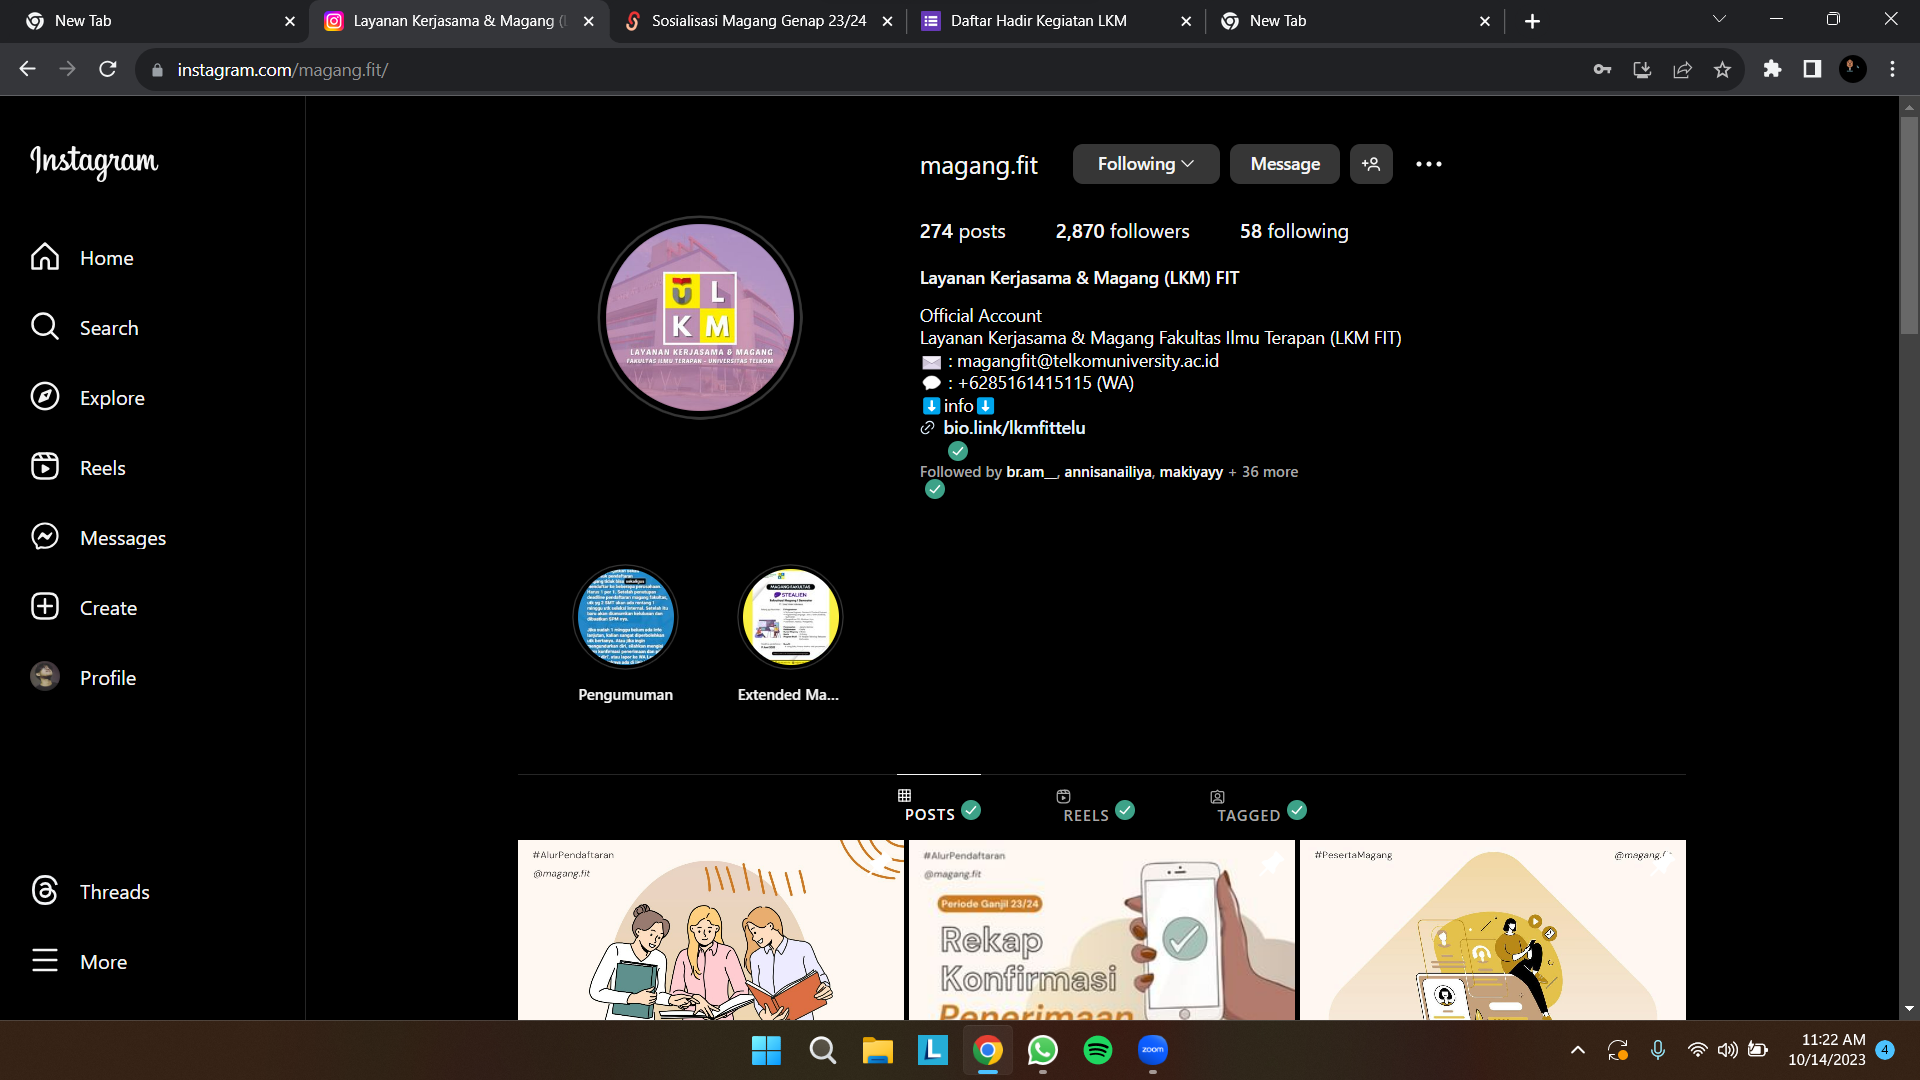 New Tab
Layanan Kerjasama & Magang (L
Sosialisasi Magang Genap 23/24
Daftar Hadir Kegiatan LKM
New Tab
instagram.com/magang.fit/
Instagram
Home
Search
Explore
Reels
Messages
Create
Profile
Threads
More
magang.fit
Following
Message
274 posts
2,870 followers
58 following
Layanan Kerjasama & Magang (LKM) FIT
Official Account
Layanan Kerjasama & Magang Fakultas Ilmu Terapan (LKM FIT)
: magangfit@telkomuniversity.ac.id
: +6285161415115 (WA)
info
bio.link/lkmfittelu
Followed by br.am__, annisanailiya, makiyayy + 36 more
L
K M
LAYANAN KERJASAMA & MAGANG
FAKULTAS ILMU TERAPAN - UNIVERSITAS TELKOM
MAGANG FAKULTAS
STEALIEN
Pengumuman
Extended Ma...
POSTS
REELS
TAGGED
#AlurPendaftaran
@magang.fit
#AlurPendaftaran
@magang.fit
Periode Ganjil 23/24
Rekap
Konfirmasi
Penerimaan
#PesertaMagang
@magang.fit
zoom
11:22 AM
10/14/2023
4